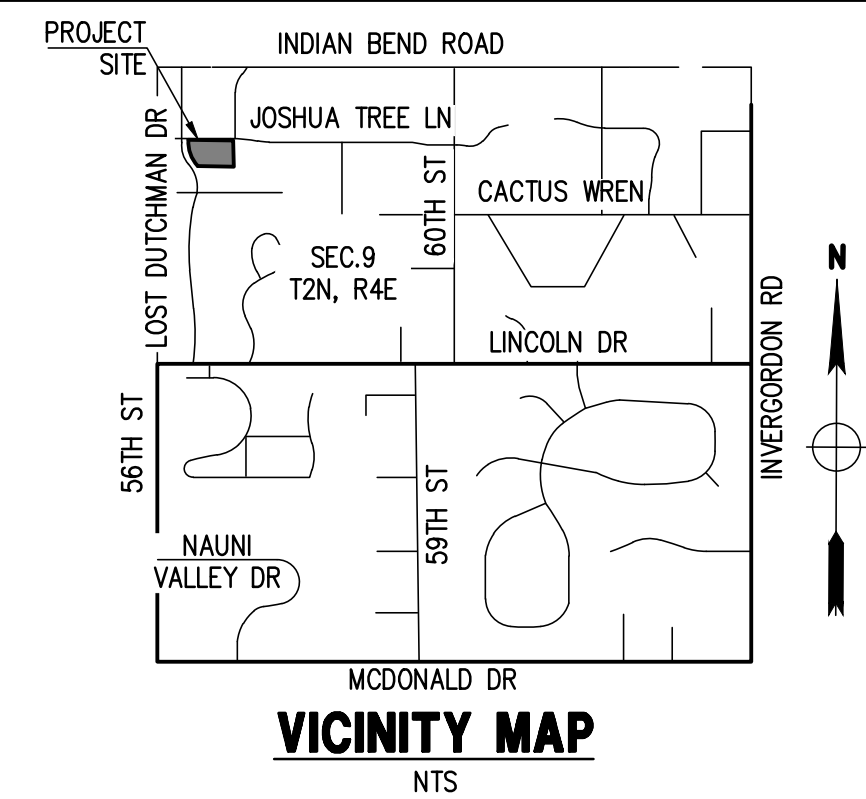 PROJECT
SITE
INDIAN BEND ROAD
JOSHUA TREE LN
LOST DUTCHMAN DR
60TH ST
CACTUS WREN
SEC.9
T2N, R4E
N
LINCOLN DR
INVERGORDON RD
56TH ST
59TH ST
NAUNI
VALLEY DR
MCDONALD DR
VICINITY MAP
NTS